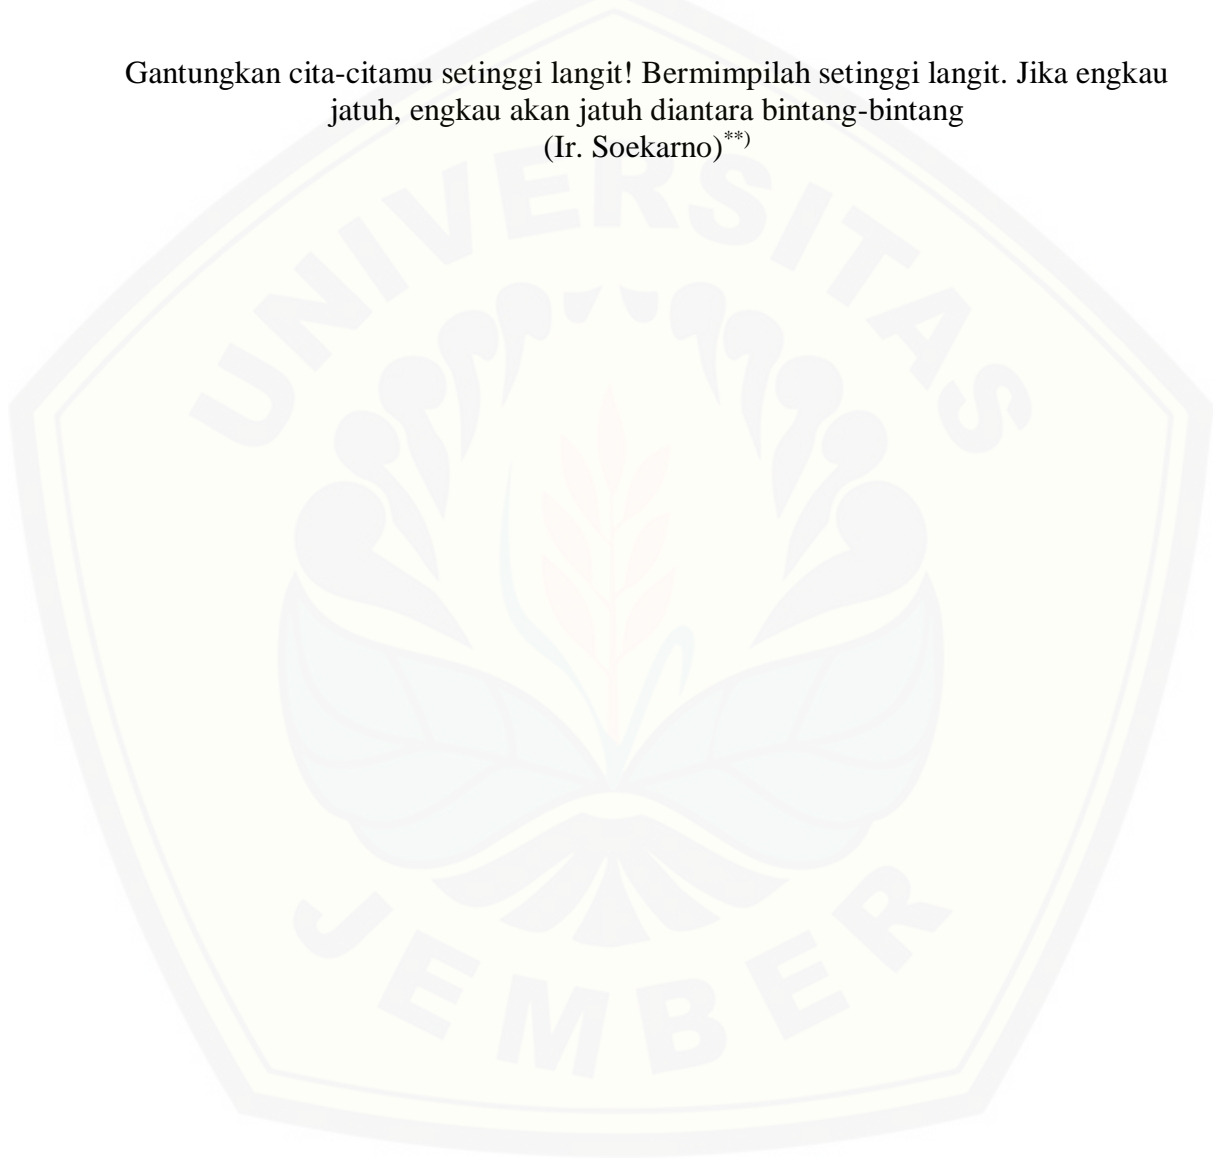 Gantungkan cita-citamu setinggi langit! Bermimpilah setinggi langit. Jika engkau
jatuh, engkau akan jatuh diantara bintang-bintang
(Ir. Soekarno)**)
UNIVERSITAS
JEMBER